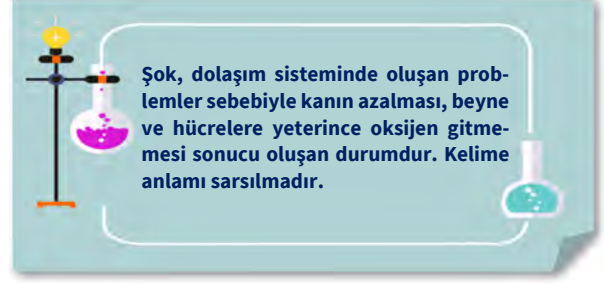 Şok, dolaşım sisteminde oluşan prob-
lemler sebebiyle kanın azalması, beyne
ve hücrelere yeterince oksijen gitme-
mesi sonucu oluşan durumdur. Kelime
anlamı sarsılmadır.